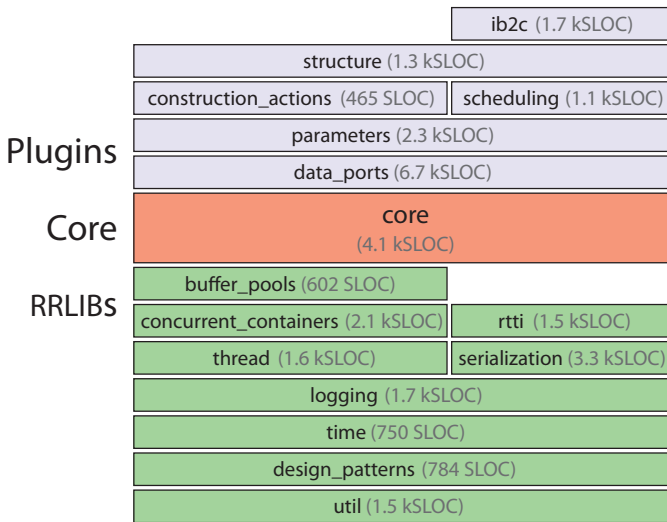 ib2c (1.7 kSLOC)
structure (1.3 kSLOC)
construction_actions (465 SLOC) scheduling (1.1 kSLOC)
Plugins
parameters (2.3 kSLOC)
data_ports (6.7 kSLOC)
Core
core
(4.1 kSLOC)
RRLIBs
buffer_pools (602 SLOC)
concurrent_containers (2.1 kSLOC) rtti (1.5 kSLOC)
thread (1.6 kSLOC) serialization (3.3 kSLOC)
logging (1.7 kSLOC)
time (750 SLOC)
design_patterns (784 SLOC)
util (1.5 kSLOC)